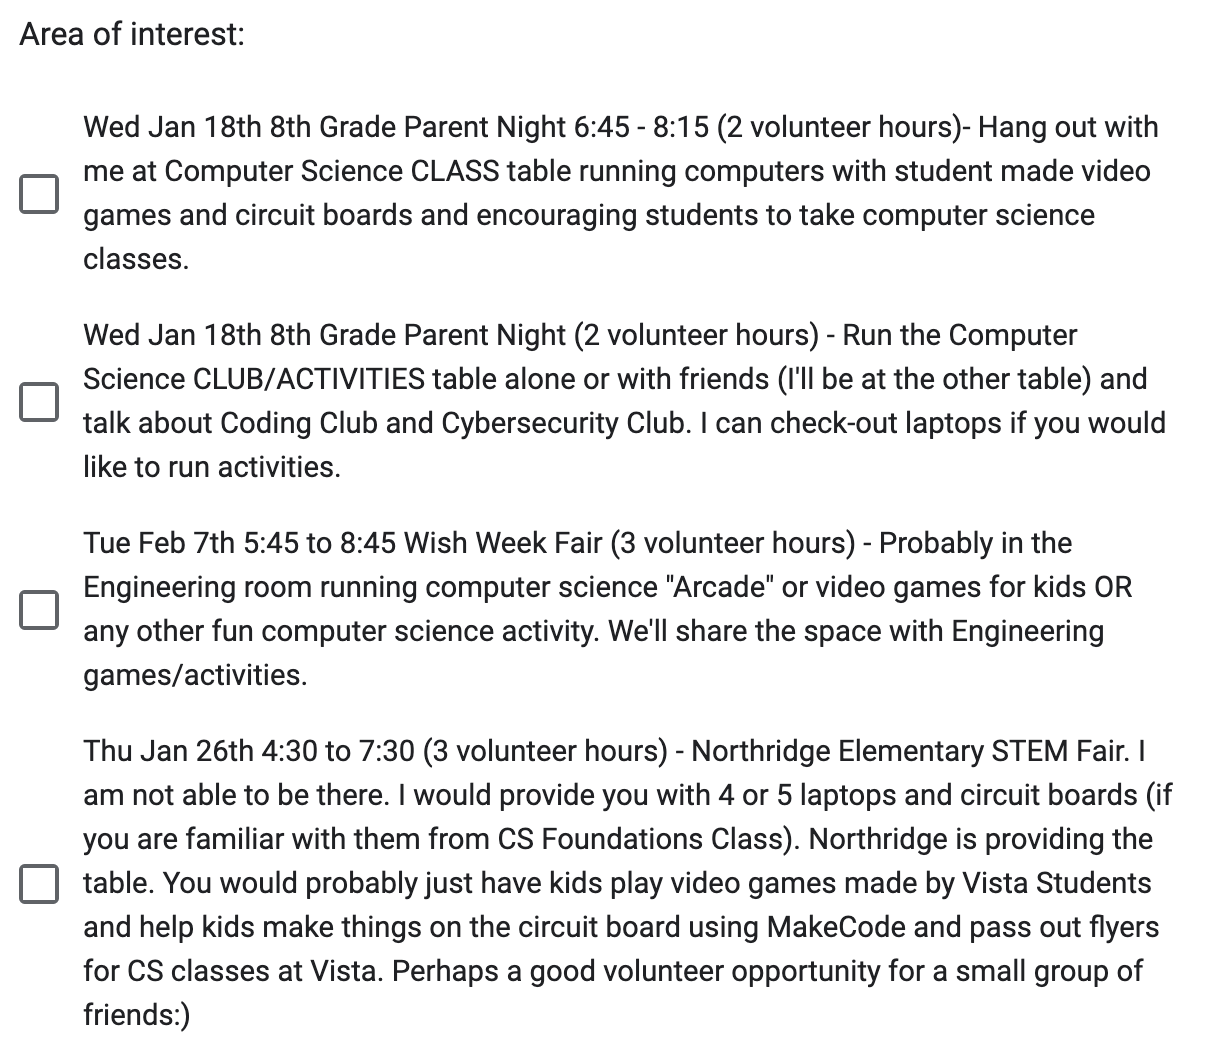 Area of interest:
Wed Jan 18th 8th Grade Parent Night 6:45 - 8:15 (2 volunteer hours)- Hang out with
me at Computer Science CLASS table running computers with student made video
games and circuit boards and encouraging students to take computer science
classes.
Wed Jan 18th 8th Grade Parent Night (2 volunteer hours) - Run the Computer
Science CLUB/ACTIVITIES table alone or with friends (I'll be at the other table) and
talk about Coding Club and Cybersecurity Club. I can check-out laptops if you would
like to run activities.
Tue Feb 7th 5:45 to 8:45 Wish Week Fair (3 volunteer hours) - Probably in the
Engineering room running computer science "Arcade" or video games for kids OR
any other fun computer science activity. We'll share the space with Engineering
games/activities.
Thu Jan 26th 4:30 to 7:30 (3 volunteer hours) - Northridge Elementary STEM Fair. I
am not able to be there. I would provide you with 4 or 5 laptops and circuit boards (if
you are familiar with them from CS Foundations Class). Northridge is providing the
table. You would probably just have kids play video games made by Vista Students
and help kids make things on the circuit board using MakeCode and pass out flyers
for CS classes at Vista. Perhaps a good volunteer opportunity for a small group of
friends:)